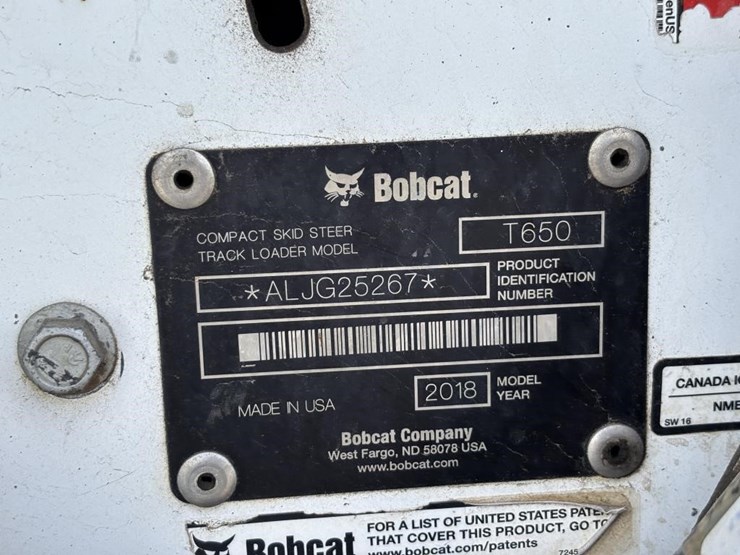 enUS
Bobcat.
COMPACT SKID STEER
TRACK LOADER MODEL
T650
*ALJG25267*
PRODUCT
IDENTIFICATION
NUMBER
MADE IN USA
2018
MODEL
YEAR
Bobcat Company
West Fargo, ND 58078 USA
www.bobcat.com
CANADA
NME
SW 16
Bobcat
FOR A LIST OF UNITED STATES
THAT COVER THIS PRODUCT, GO TO
www.bobcat.com/patents
7245